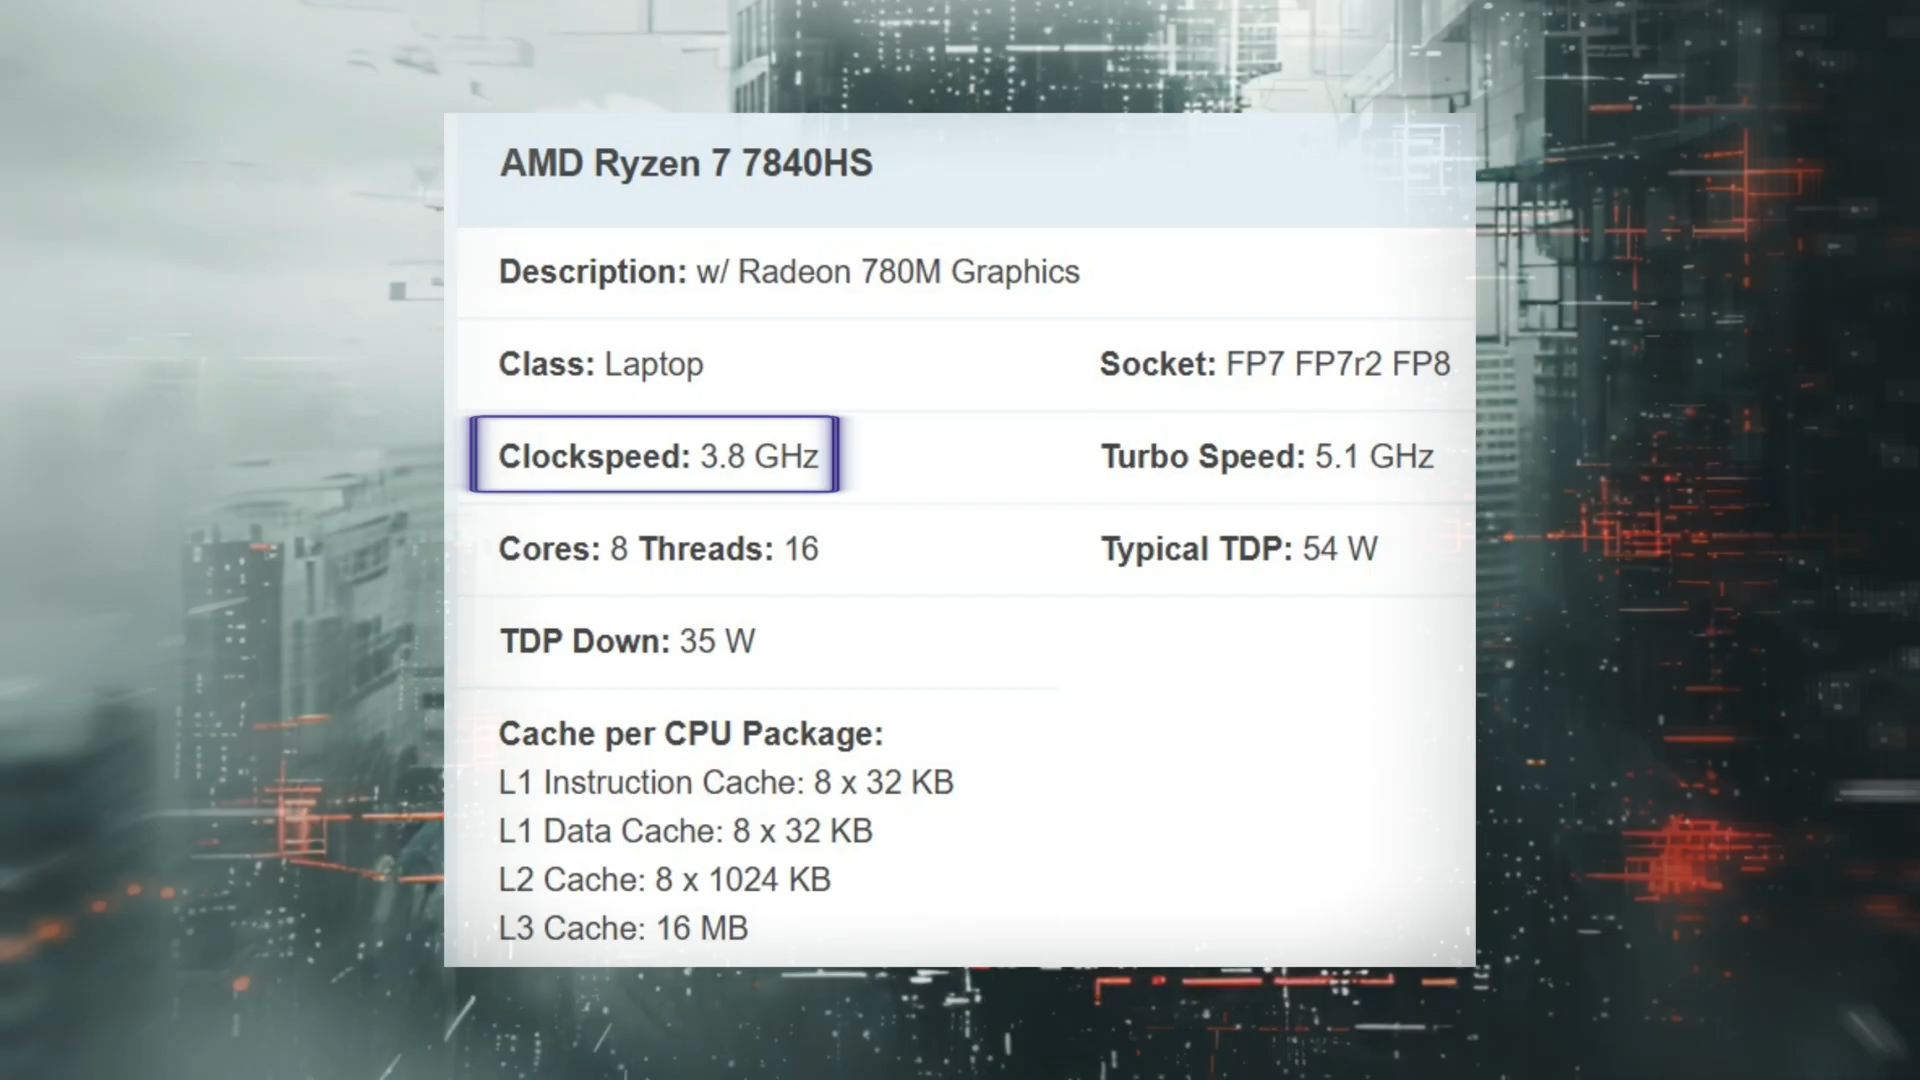 AMD Ryzen 7 7840HS
Description: w/ Radeon 780M Graphics
Class: Laptop
Socket: FP7 FP7r2 FP8
Clockspeed: 3.8 GHz
Turbo Speed: 5.1 GHz
Cores: 8 Threads: 16
Typical TDP: 54 W
TDP Down: 35 W
Cache per CPU Package:
L1 Instruction Cache: 8 x 32 KB
L1 Data Cache: 8 x 32 KB
L2 Cache: 8 x 1024 KB
L3 Cache: 16 MB